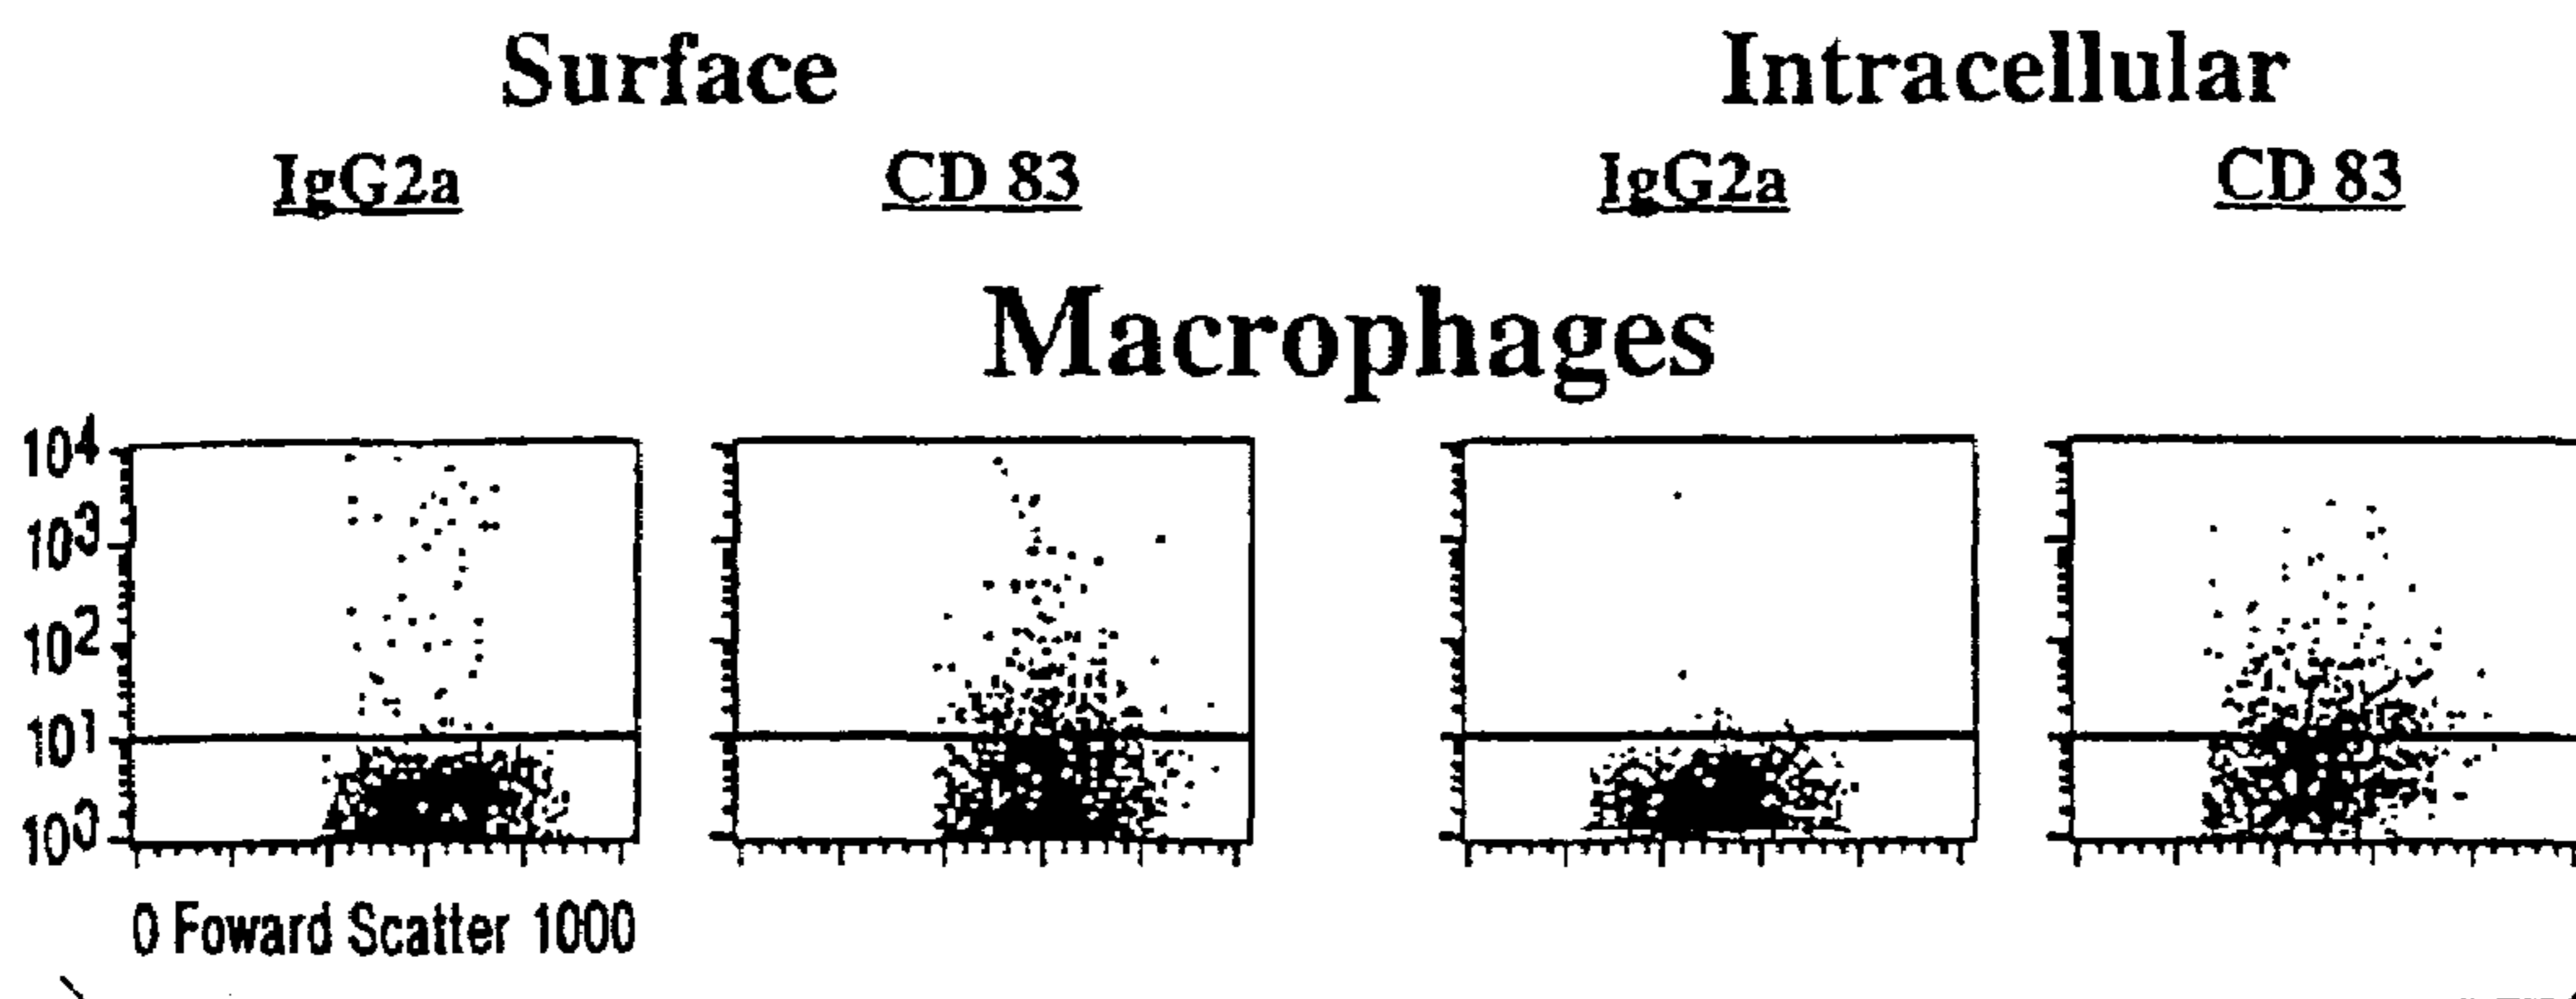 Surface Intracellular
IgG2a CD 83 IgG2a CD 83
Macrophages
10⁴
10³
10²
10¹
10⁰
0 Foward Scatter 1000